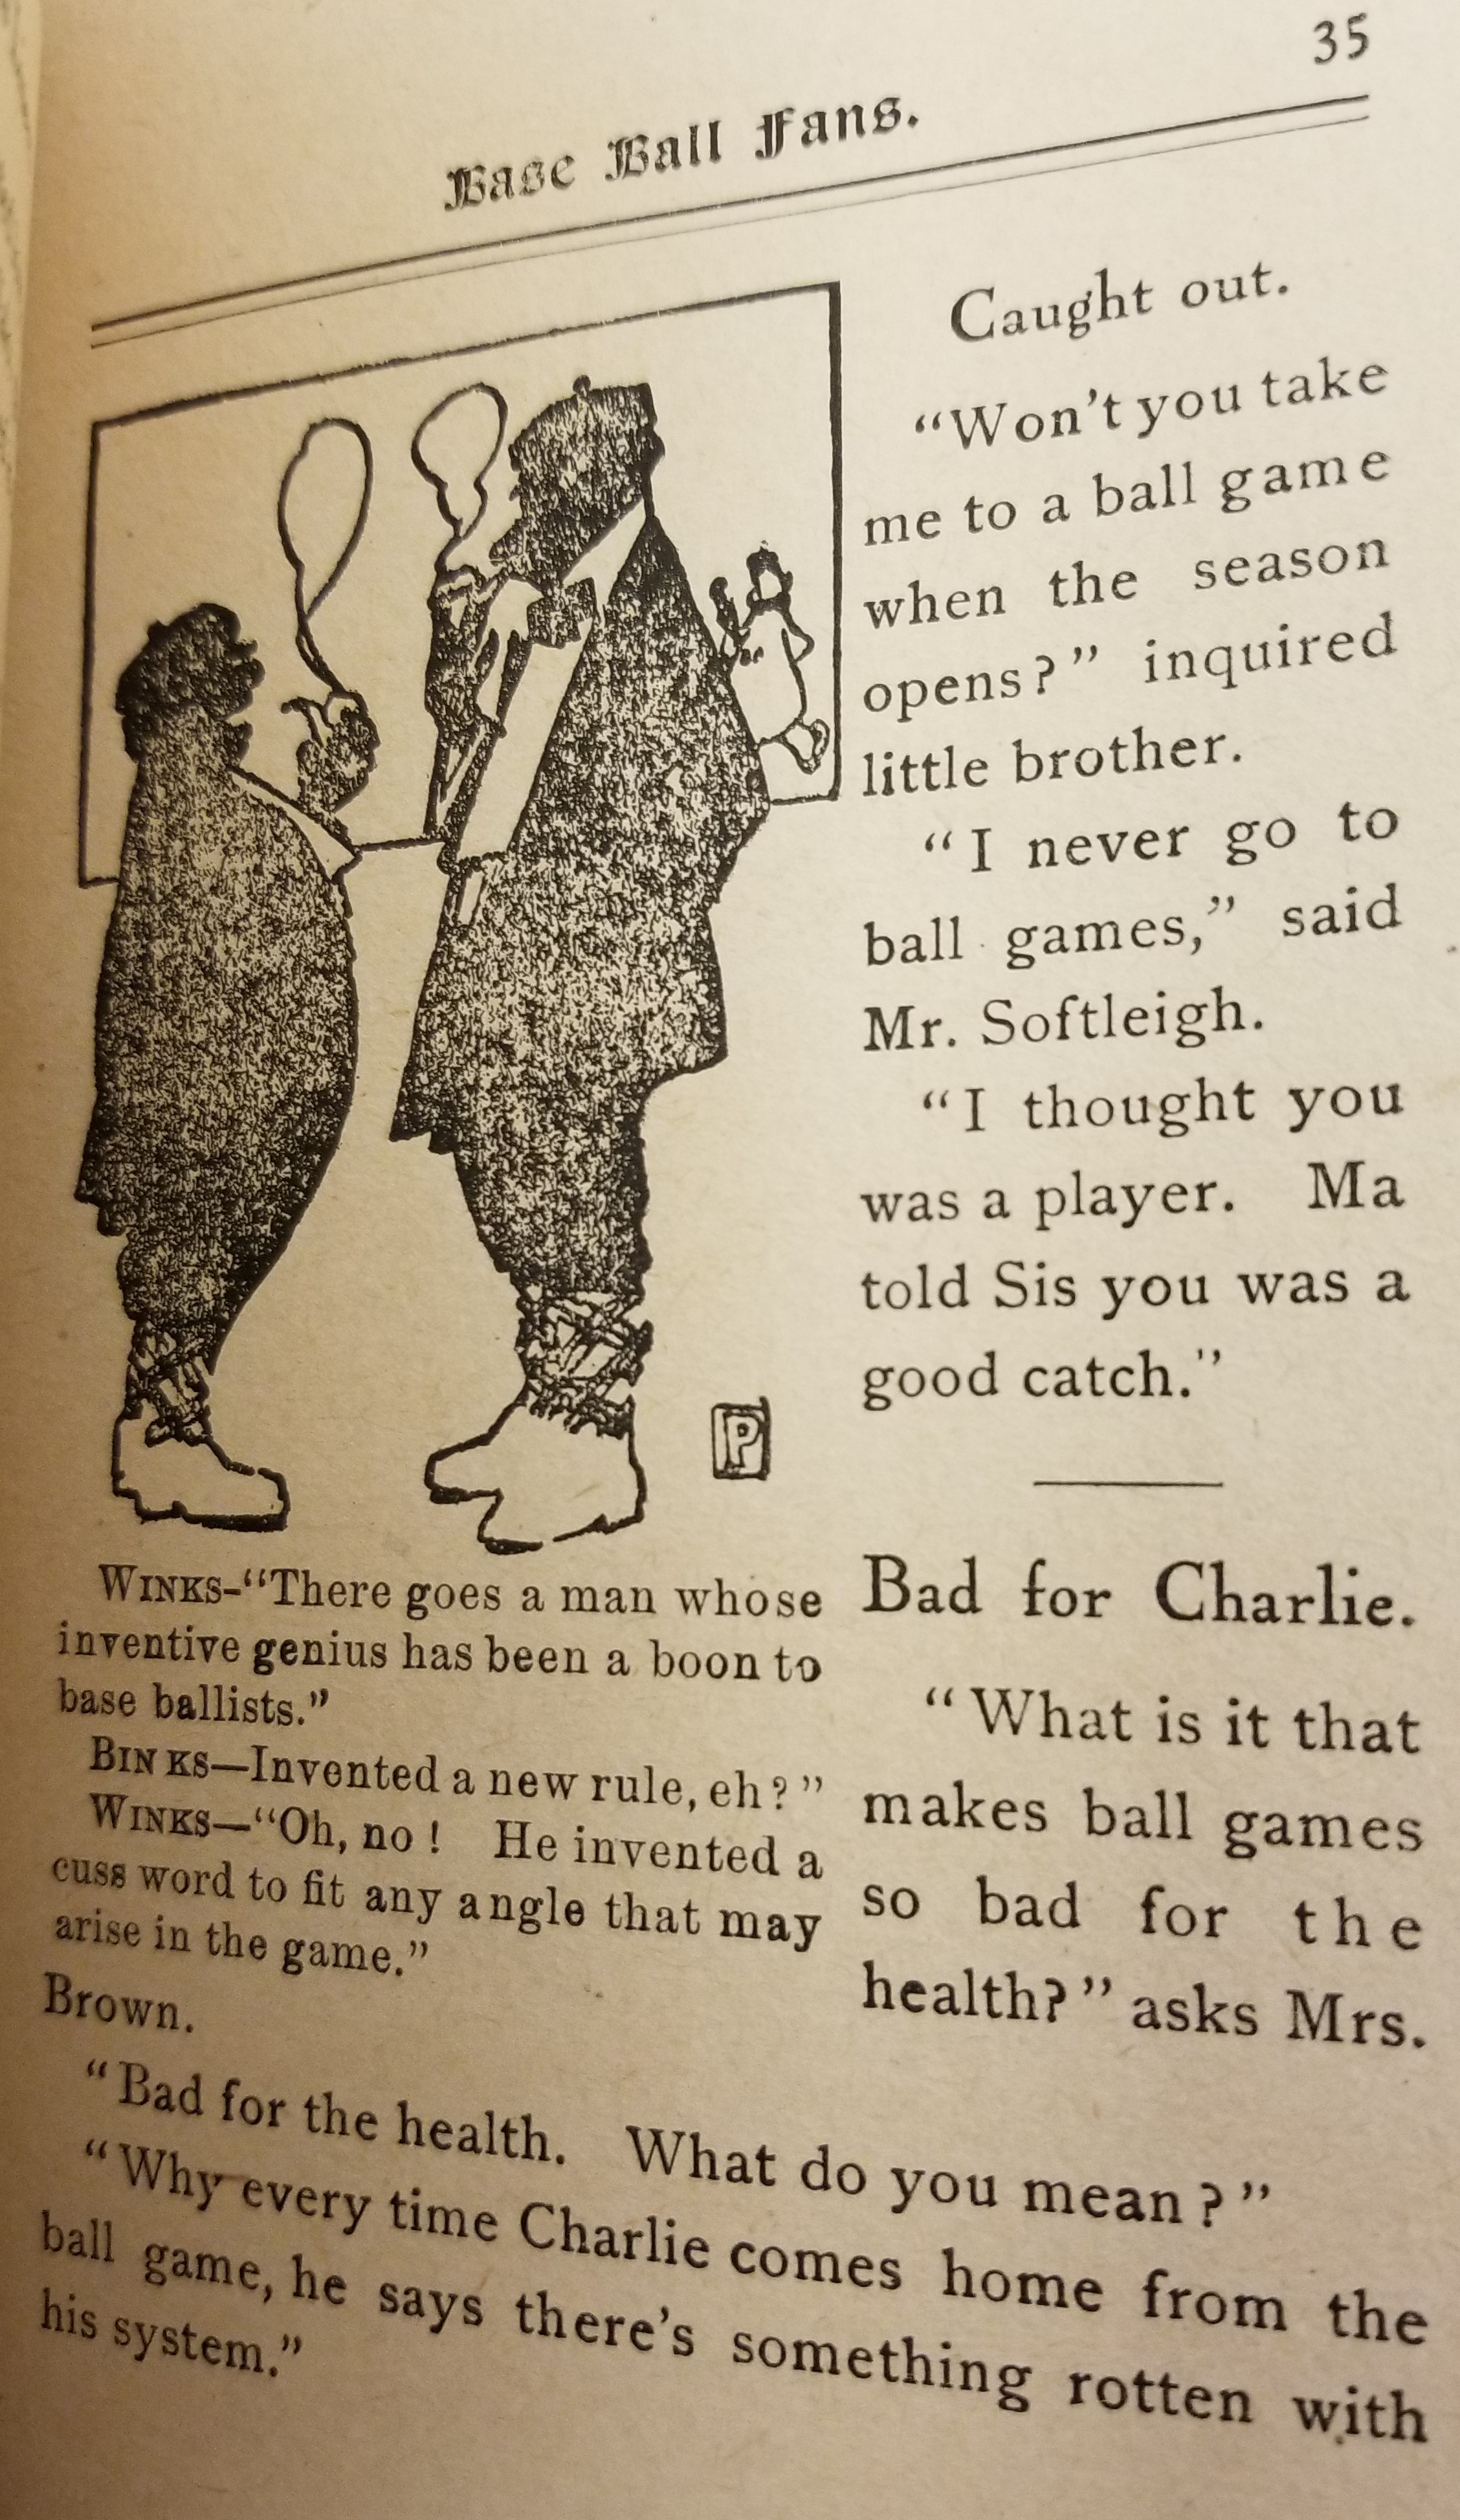 35
Base Ball Fans.
P
WINKS-“There goes a man whose
inventive genius has been a boon to
base ballists.”
BINKS—Invented a new rule, eh?”
WINKS—“Oh, no! He invented a
cuss word to fit any angle that may
arise in the game.”
Caught out.
“Won’t you take
me to a ball game
when the season
opens?” inquired
little brother.
“I never go to
ball games,” said
Mr. Softleigh.
“I thought you
was a player. Ma
told Sis you was a
good catch."
Bad for Charlie.
“What is it that
makes ball games
so bad for the
health?” asks Mrs.
Brown.
“Bad for the health. What do you mean?”
“Why every time Charlie comes home from the
ball game, he says there’s something rotten with
his system.”